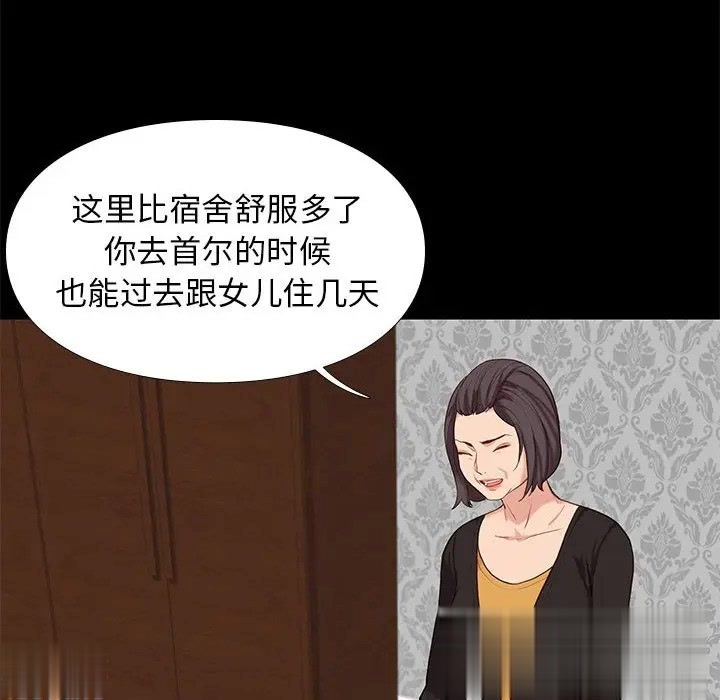 这里比宿舍舒服多了
你去首尔的时候
也能过去跟女儿住几天